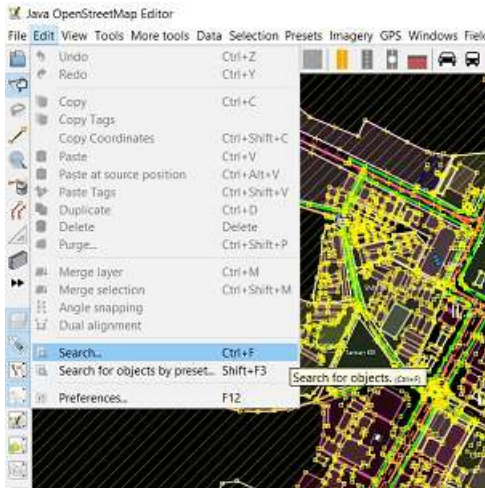 Java OpenStreetMap Editor
File Edit View Tools More tools Data Selection Presets Imagery GPS Windows
Undo Ctrl+Z
Redo Ctrl+Y
Copy Ctrl+C
Copy Tags
Copy Coordinates Ctrl+Shift+C
Paste Ctrl+V
Paste at source position Ctrl+Alt+V
Paste Tags Ctrl+Shift+V
Duplicate Ctrl+D
Delete Delete
Purge... Ctrl+Shift+P
Merge layer Ctrl+M
Merge selection Ctrl+Shift+M
Angle snapping
Dual alignment
Search... Ctrl+F
Search for objects by preset... Shift+F3
Search for objects. (Ctrl+F)
Preferences... F12